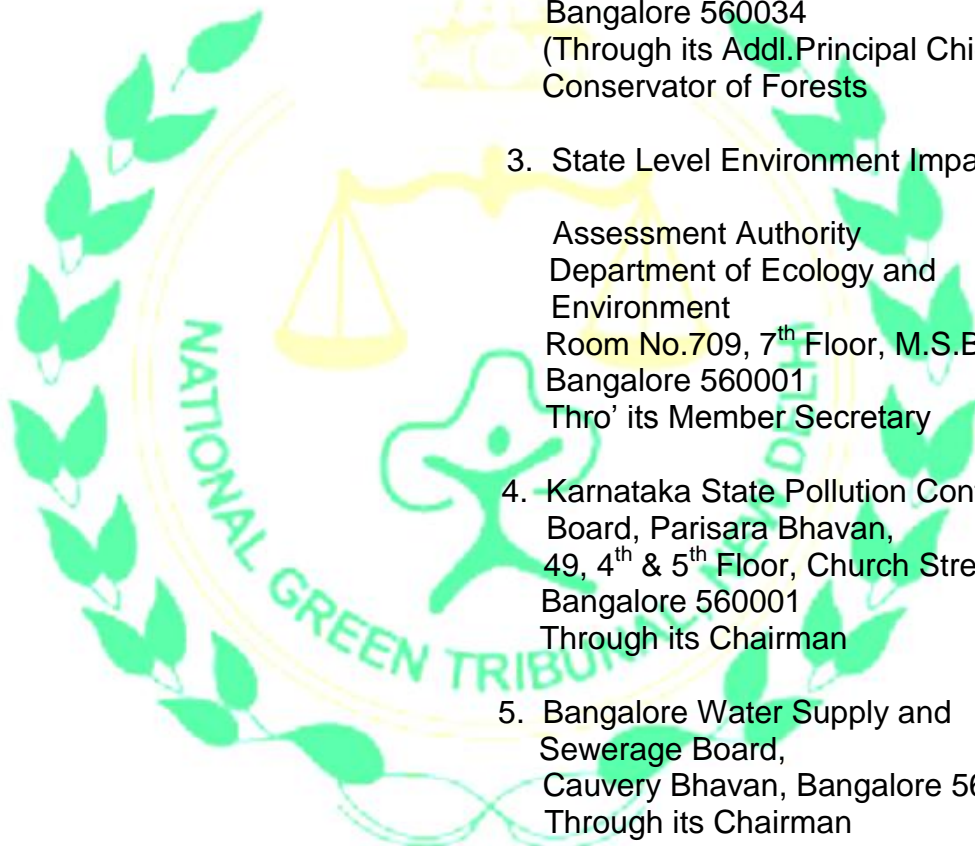 Bangalore 560034
(Through its Addl.Principal Chi
Conservator of Forests
3. State Level Environment Impa
Assessment Authority
Department of Ecology and
Environment
Room No.709, 7th Floor, M.S.B
Bangalore 560001
Thro' its Member Secretary
4. Karnataka State Pollution Con
Board, Parisara Bhavan,
49, 4th & 5th Floor, Church Stre
Bangalore 560001
Through its Chairman
5. Bangalore Water Supply and
Sewerage Board,
Cauvery Bhavan, Bangalore 56
Through its Chairman
NATIONAL GREEN TRIBUNAL, NEW DELHI